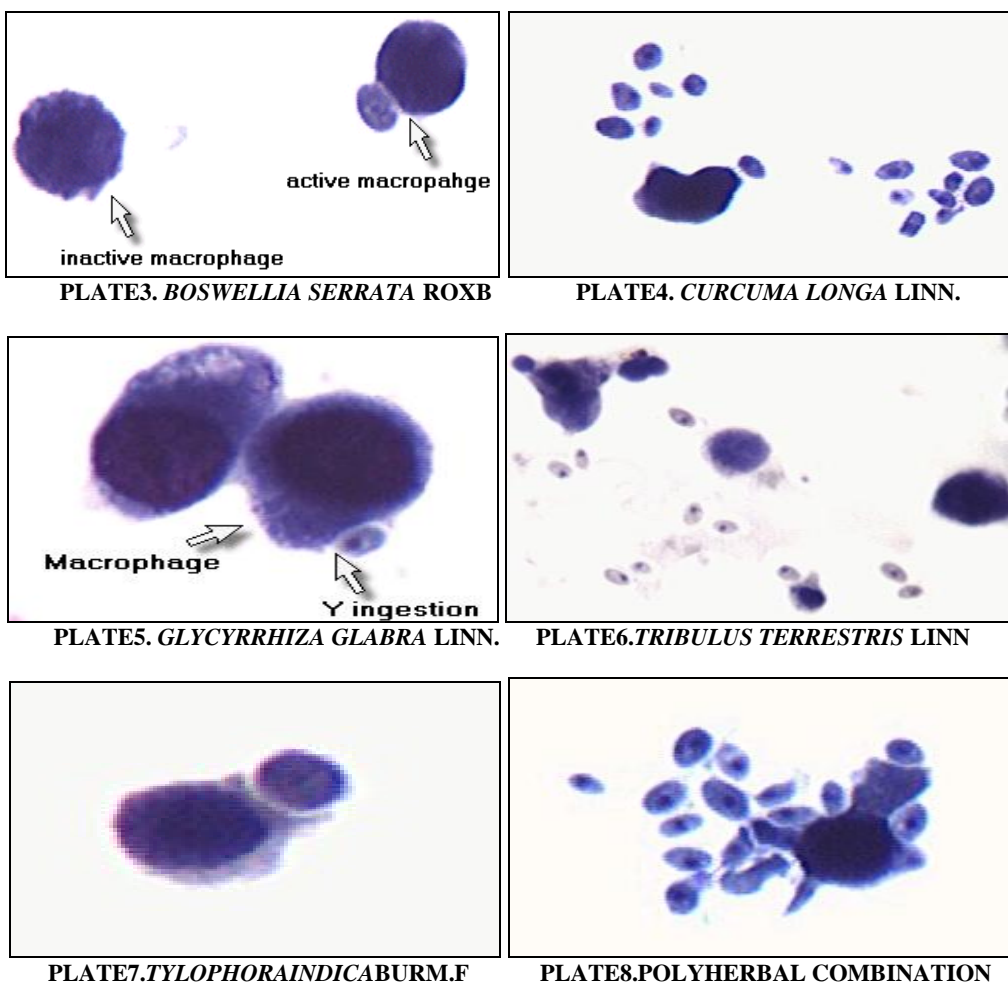 active macropahge
inactive macrophage
PLATE3. BOSWELLIA SERRATA ROXB
PLATE4. CURCUMA LONGA LINN.
Macrophage
Y ingestion
PLATE5. GLYCYRRHIZA GLABRA LINN.
PLATE6.TRIBULUS TERRESTRIS LINN
PLATE7.TYLOPHORAINDICABURM.F
PLATE8.POLYHERBAL COMBINATION